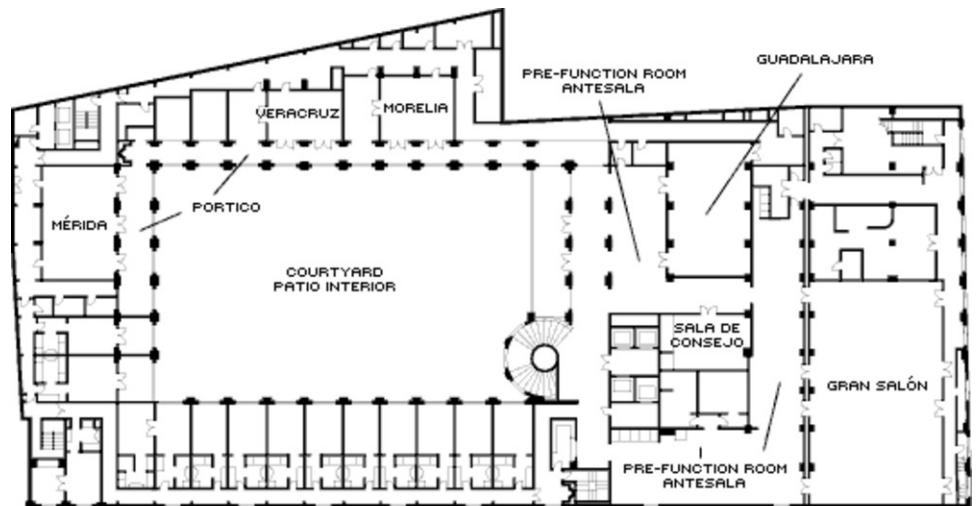 GUADALAJARA
PRE-FUNCTION ROOM
ANTESALA
VERACRUZ
MORELIA
PORTICO
MÉRIDA
COURTYARD
PATIO INTERIOR
SALA DE
CONSEJO
GRAN SALÓN
PRE-FUNCTION ROOM
ANTESALA